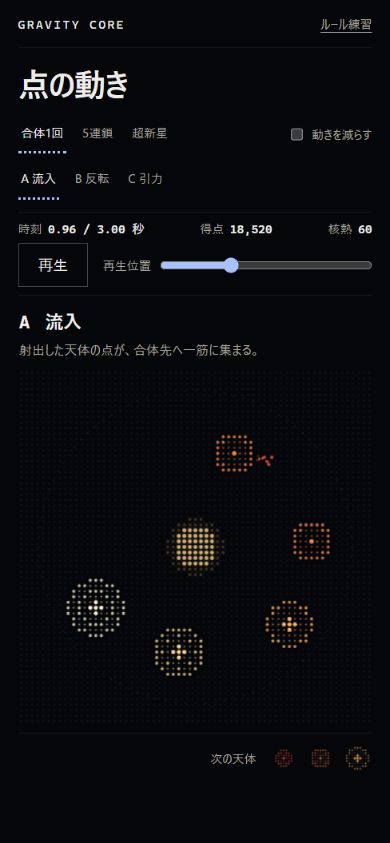 GRAVITY CORE ルール練習
点の動き
合体1回 5連鎖 超新星 動きを減らす
A 流入 B 反転 C 引力
時刻 0.96 / 3.00 秒 得点 18,520 核熱 60
再生 再生位置
A 流入
射出した天体の点が、合体先へ一筋に集まる。
次の天体